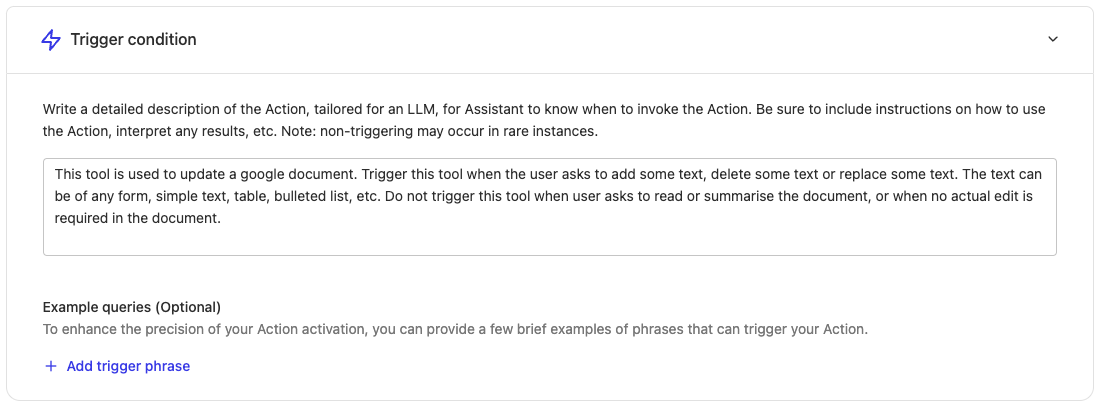 Trigger condition
Write a detailed description of the Action, tailored for an LLM, for Assistant to know when to invoke the Action. Be sure to include instructions on how to use
the Action, interpret any results, etc. Note: non-triggering may occur in rare instances.
This tool is used to update a google document. Trigger this tool when the user asks to add some text, delete some text or replace some text. The text can
be of any form, simple text, table, bulleted list, etc. Do not trigger this tool when user asks to read or summarise the document, or when no actual edit is
required in the document.
Example queries (Optional)
To enhance the precision of your Action activation, you can provide a few brief examples of phrases that can trigger your Action.
+ Add trigger phrase